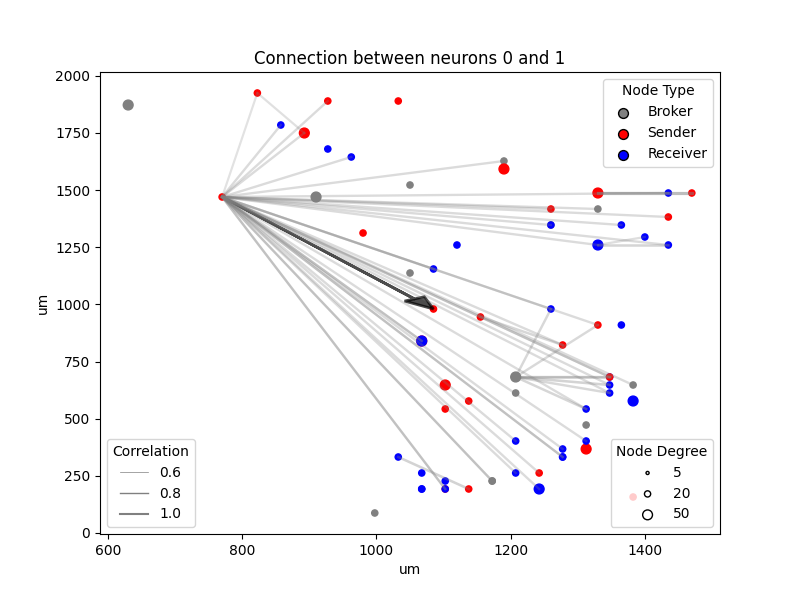 Connection between neurons 0 and 1
um
2000
1750
1500
1250
1000
750
500
250
0
600
800
1000
1200
1400
um
Node Type
Broker
Sender
Receiver
Correlation
0.6
0.8
1.0
Node Degree
5
20
50